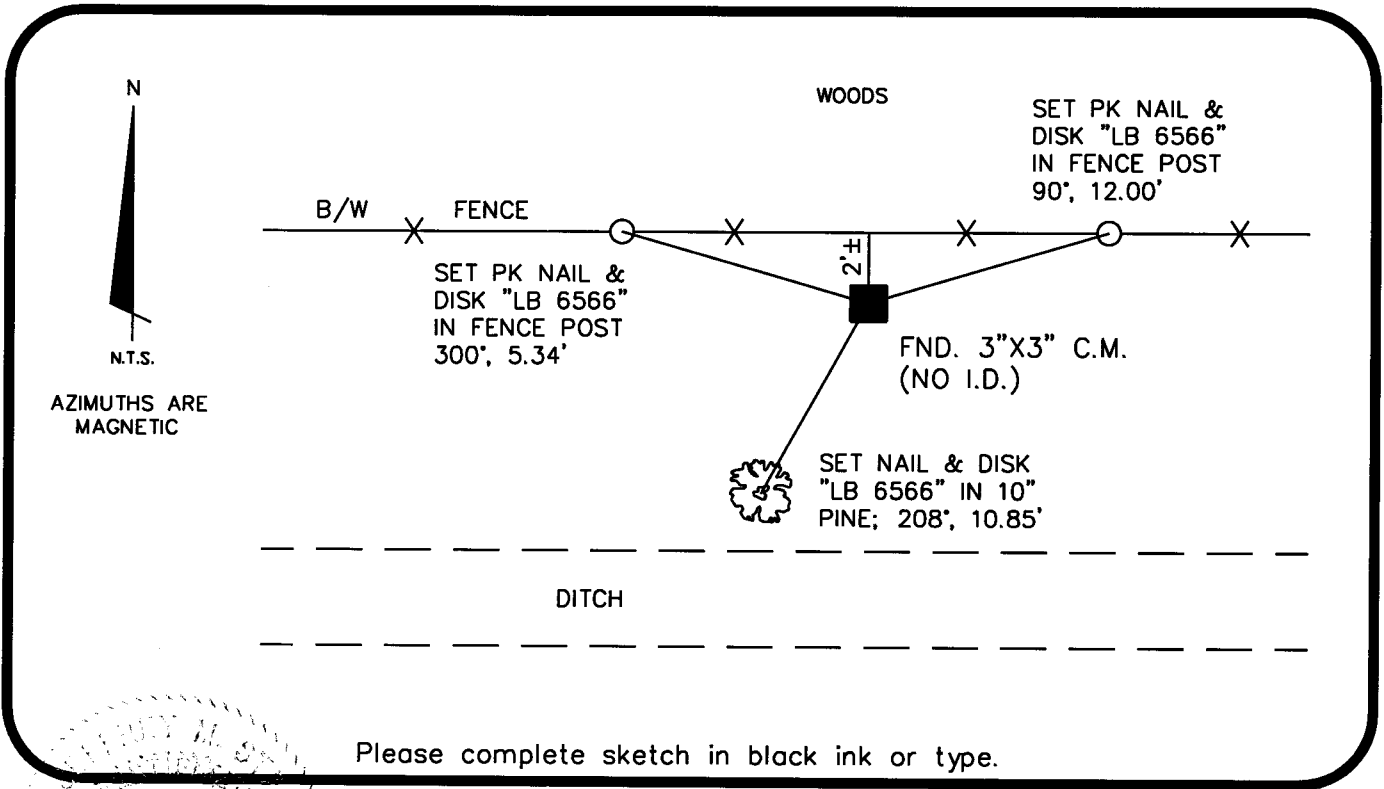 N
WOODS
SET PK NAIL &
DISK "LB 6566"
IN FENCE POST
90°, 12.00'
B/W FENCE
2'±
SET PK NAIL &
DISK "LB 6566"
IN FENCE POST
300°, 5.34'
N.T.S.
FND. 3"X3" C.M.
(NO I.D.)
AZIMUTHS ARE
MAGNETIC
SET NAIL & DISK
"LB 6566" IN 10"
PINE; 208°, 10.85'
DITCH
Please complete sketch in black ink or type.